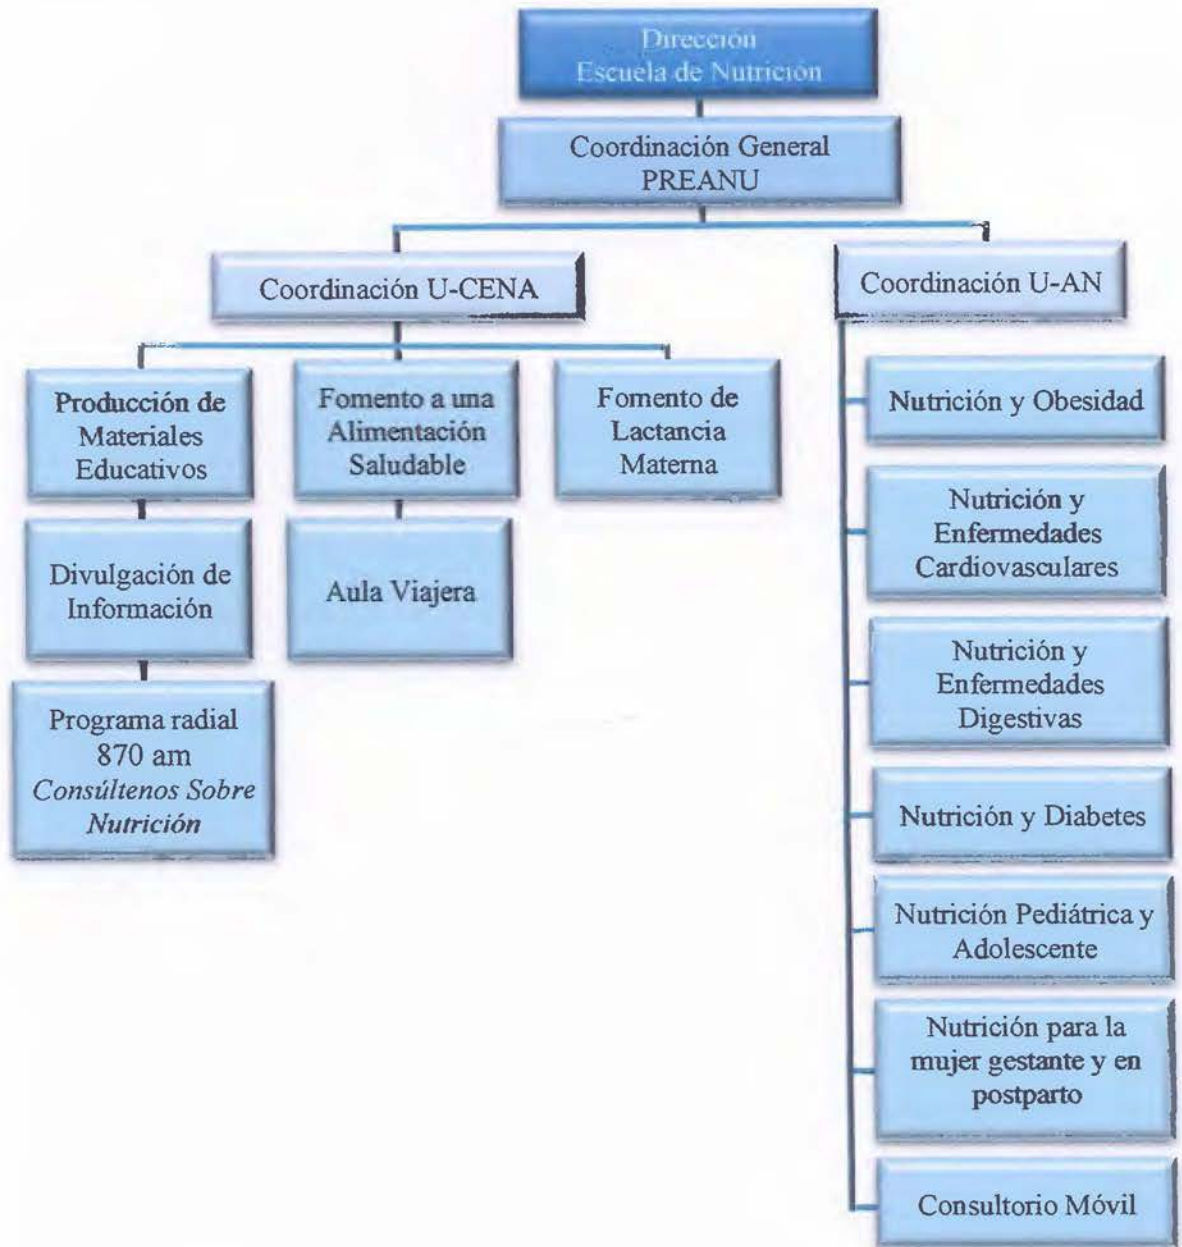 Dirección
Escuela de Nutrición
Coordinación General
PREANU
Coordinación U-CENA
Coordinación U-AN
Producción de
Materiales
Educativos
Fomento a una
Alimentación
Saludable
Fomento de
Lactancia
Materna
Divulgación de
Información
Aula Viajera
Programa radial
870 am
Consúltenos Sobre
Nutrición
Nutrición y Obesidad
Nutrición y
Enfermedades
Cardiovasculares
Nutrición y
Enfermedades
Digestivas
Nutrición y Diabetes
Nutrición Pediátrica y
Adolescente
Nutrición para la
mujer gestante y en
postparto
Consultorio Móvil